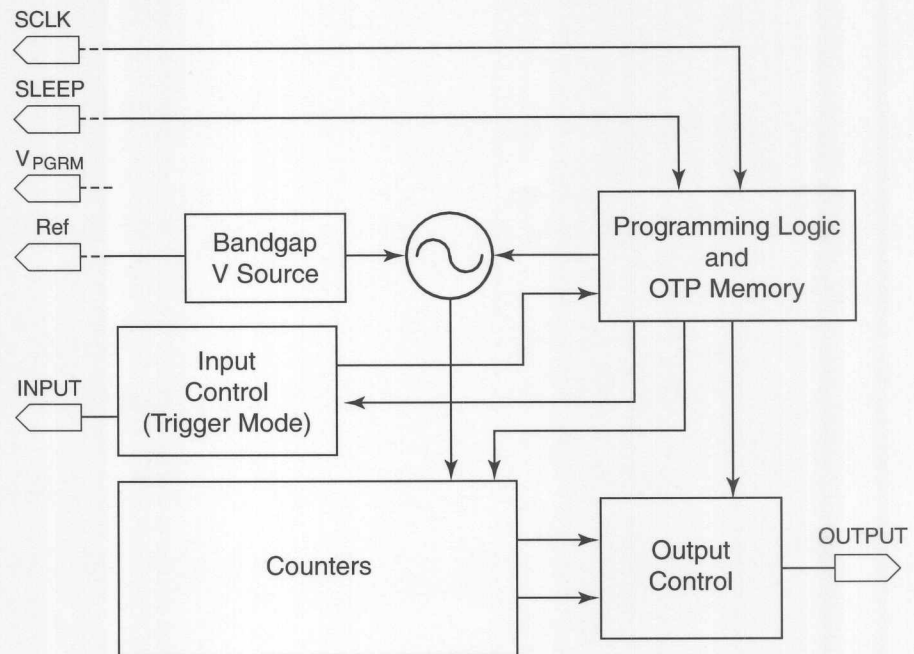 SCLK
SLEEP
VPGRM
Ref
Bandgap
V Source
Programming Logic
and
OTP Memory
INPUT
Input
Control
(Trigger Mode)
Counters
Output
Control
OUTPUT